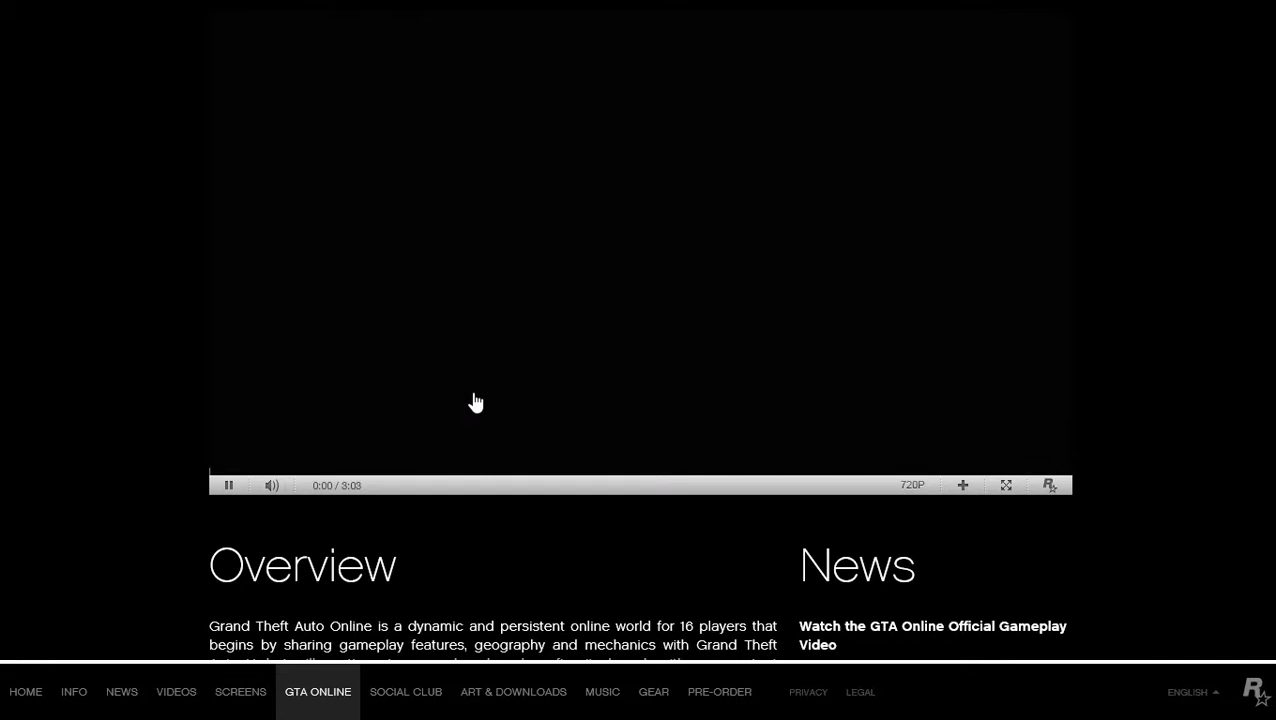 0:00 / 3:03
720P
Overview
News
Grand Theft Auto Online is a dynamic and persistent online world for 16 players that
begins by sharing gameplay features, geography and mechanics with Grand Theft
Watch the GTA Online Official Gameplay
Video
HOME INFO NEWS VIDEOS SCREENS GTA ONLINE SOCIAL CLUB ART & DOWNLOADS MUSIC GEAR PRE-ORDER PRIVACY LEGAL ENGLISH